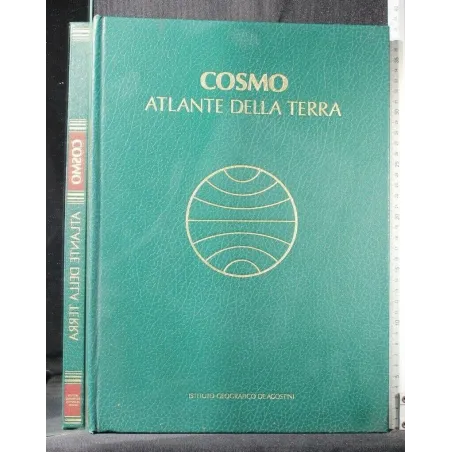 COSMO
ATLANTE DELLA TERRA
ISTITUTO GEOGRAFICO DE AGOSTINI
COSMO
ATLANTE DELLA TERRA